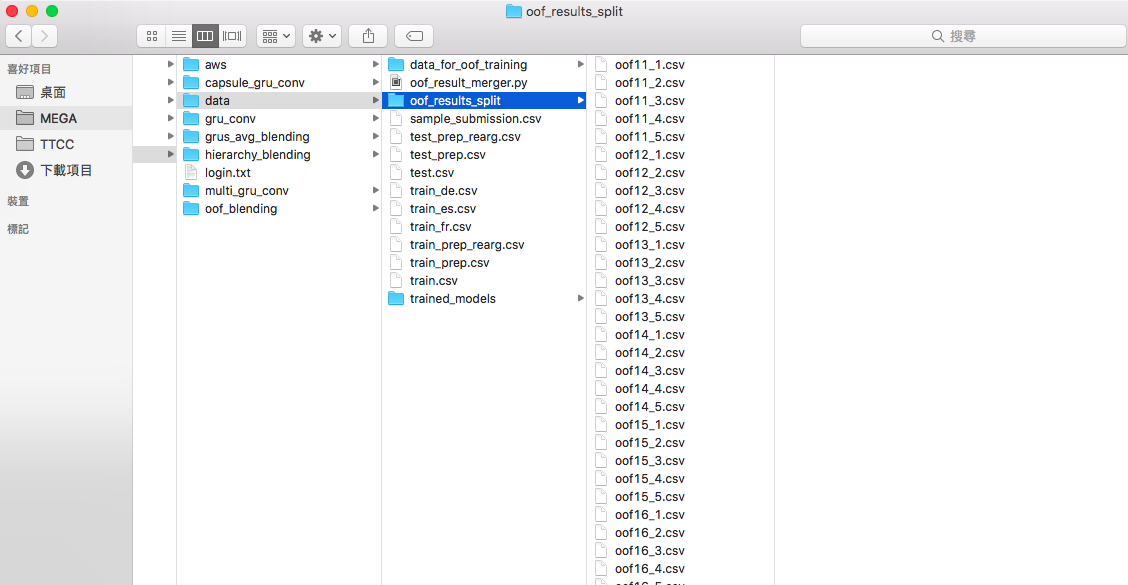 oof_results_split
搜尋
喜好項目
桌面
MEGA
TTCC
下載項目
裝置
標記
aws
capsule_gru_conv
data
gru_conv
grus_avg_blending
hierarchy_blending
login.txt
multi_gru_conv
oof_blending
data_for_oof_training
oof_result_merger.py
oof_results_split
sample_submission.csv
test_prep_rearg.csv
test_prep.csv
test.csv
train_de.csv
train_es.csv
train_fr.csv
train_prep_rearg.csv
train_prep.csv
train.csv
trained_models
oof11_1.csv
oof11_2.csv
oof11_3.csv
oof11_4.csv
oof11_5.csv
oof12_1.csv
oof12_2.csv
oof12_3.csv
oof12_4.csv
oof12_5.csv
oof13_1.csv
oof13_2.csv
oof13_3.csv
oof13_4.csv
oof13_5.csv
oof14_1.csv
oof14_2.csv
oof14_3.csv
oof14_4.csv
oof14_5.csv
oof15_1.csv
oof15_2.csv
oof15_3.csv
oof15_4.csv
oof15_5.csv
oof16_1.csv
oof16_2.csv
oof16_3.csv
oof16_4.csv